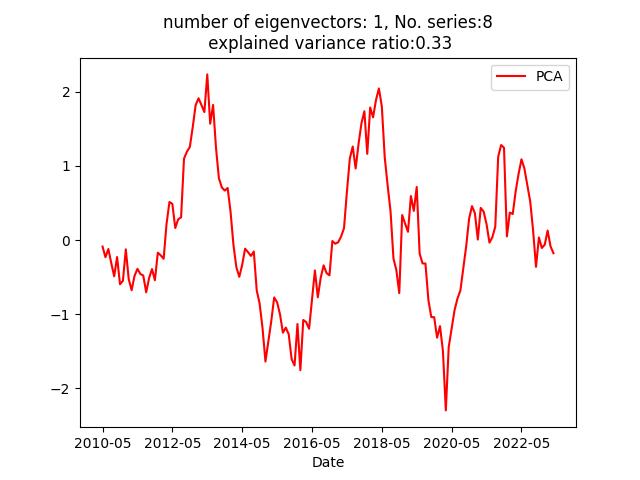 number of eigenvectors: 1, No. series:8
explained variance ratio:0.33
PCA
2
1
0
−1
−2
2010-05 2012-05 2014-05 2016-05 2018-05 2020-05 2022-05
Date